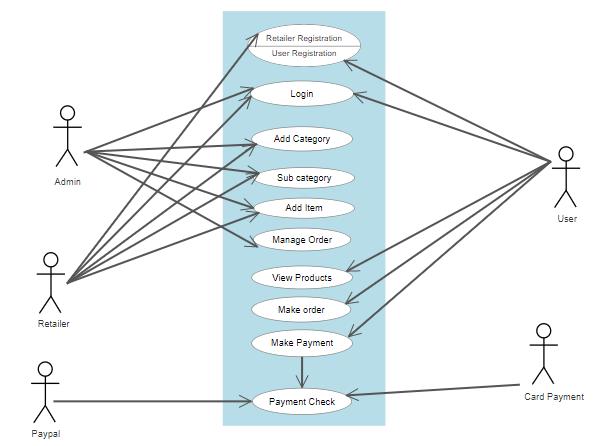 Retailer Registration
User Registration
Login
Add Category
Admin
Sub category
Add Item
User
Manage Order
View Products
Make order
Retailer
Make Payment
Card Payment
Payment Check
Paypal